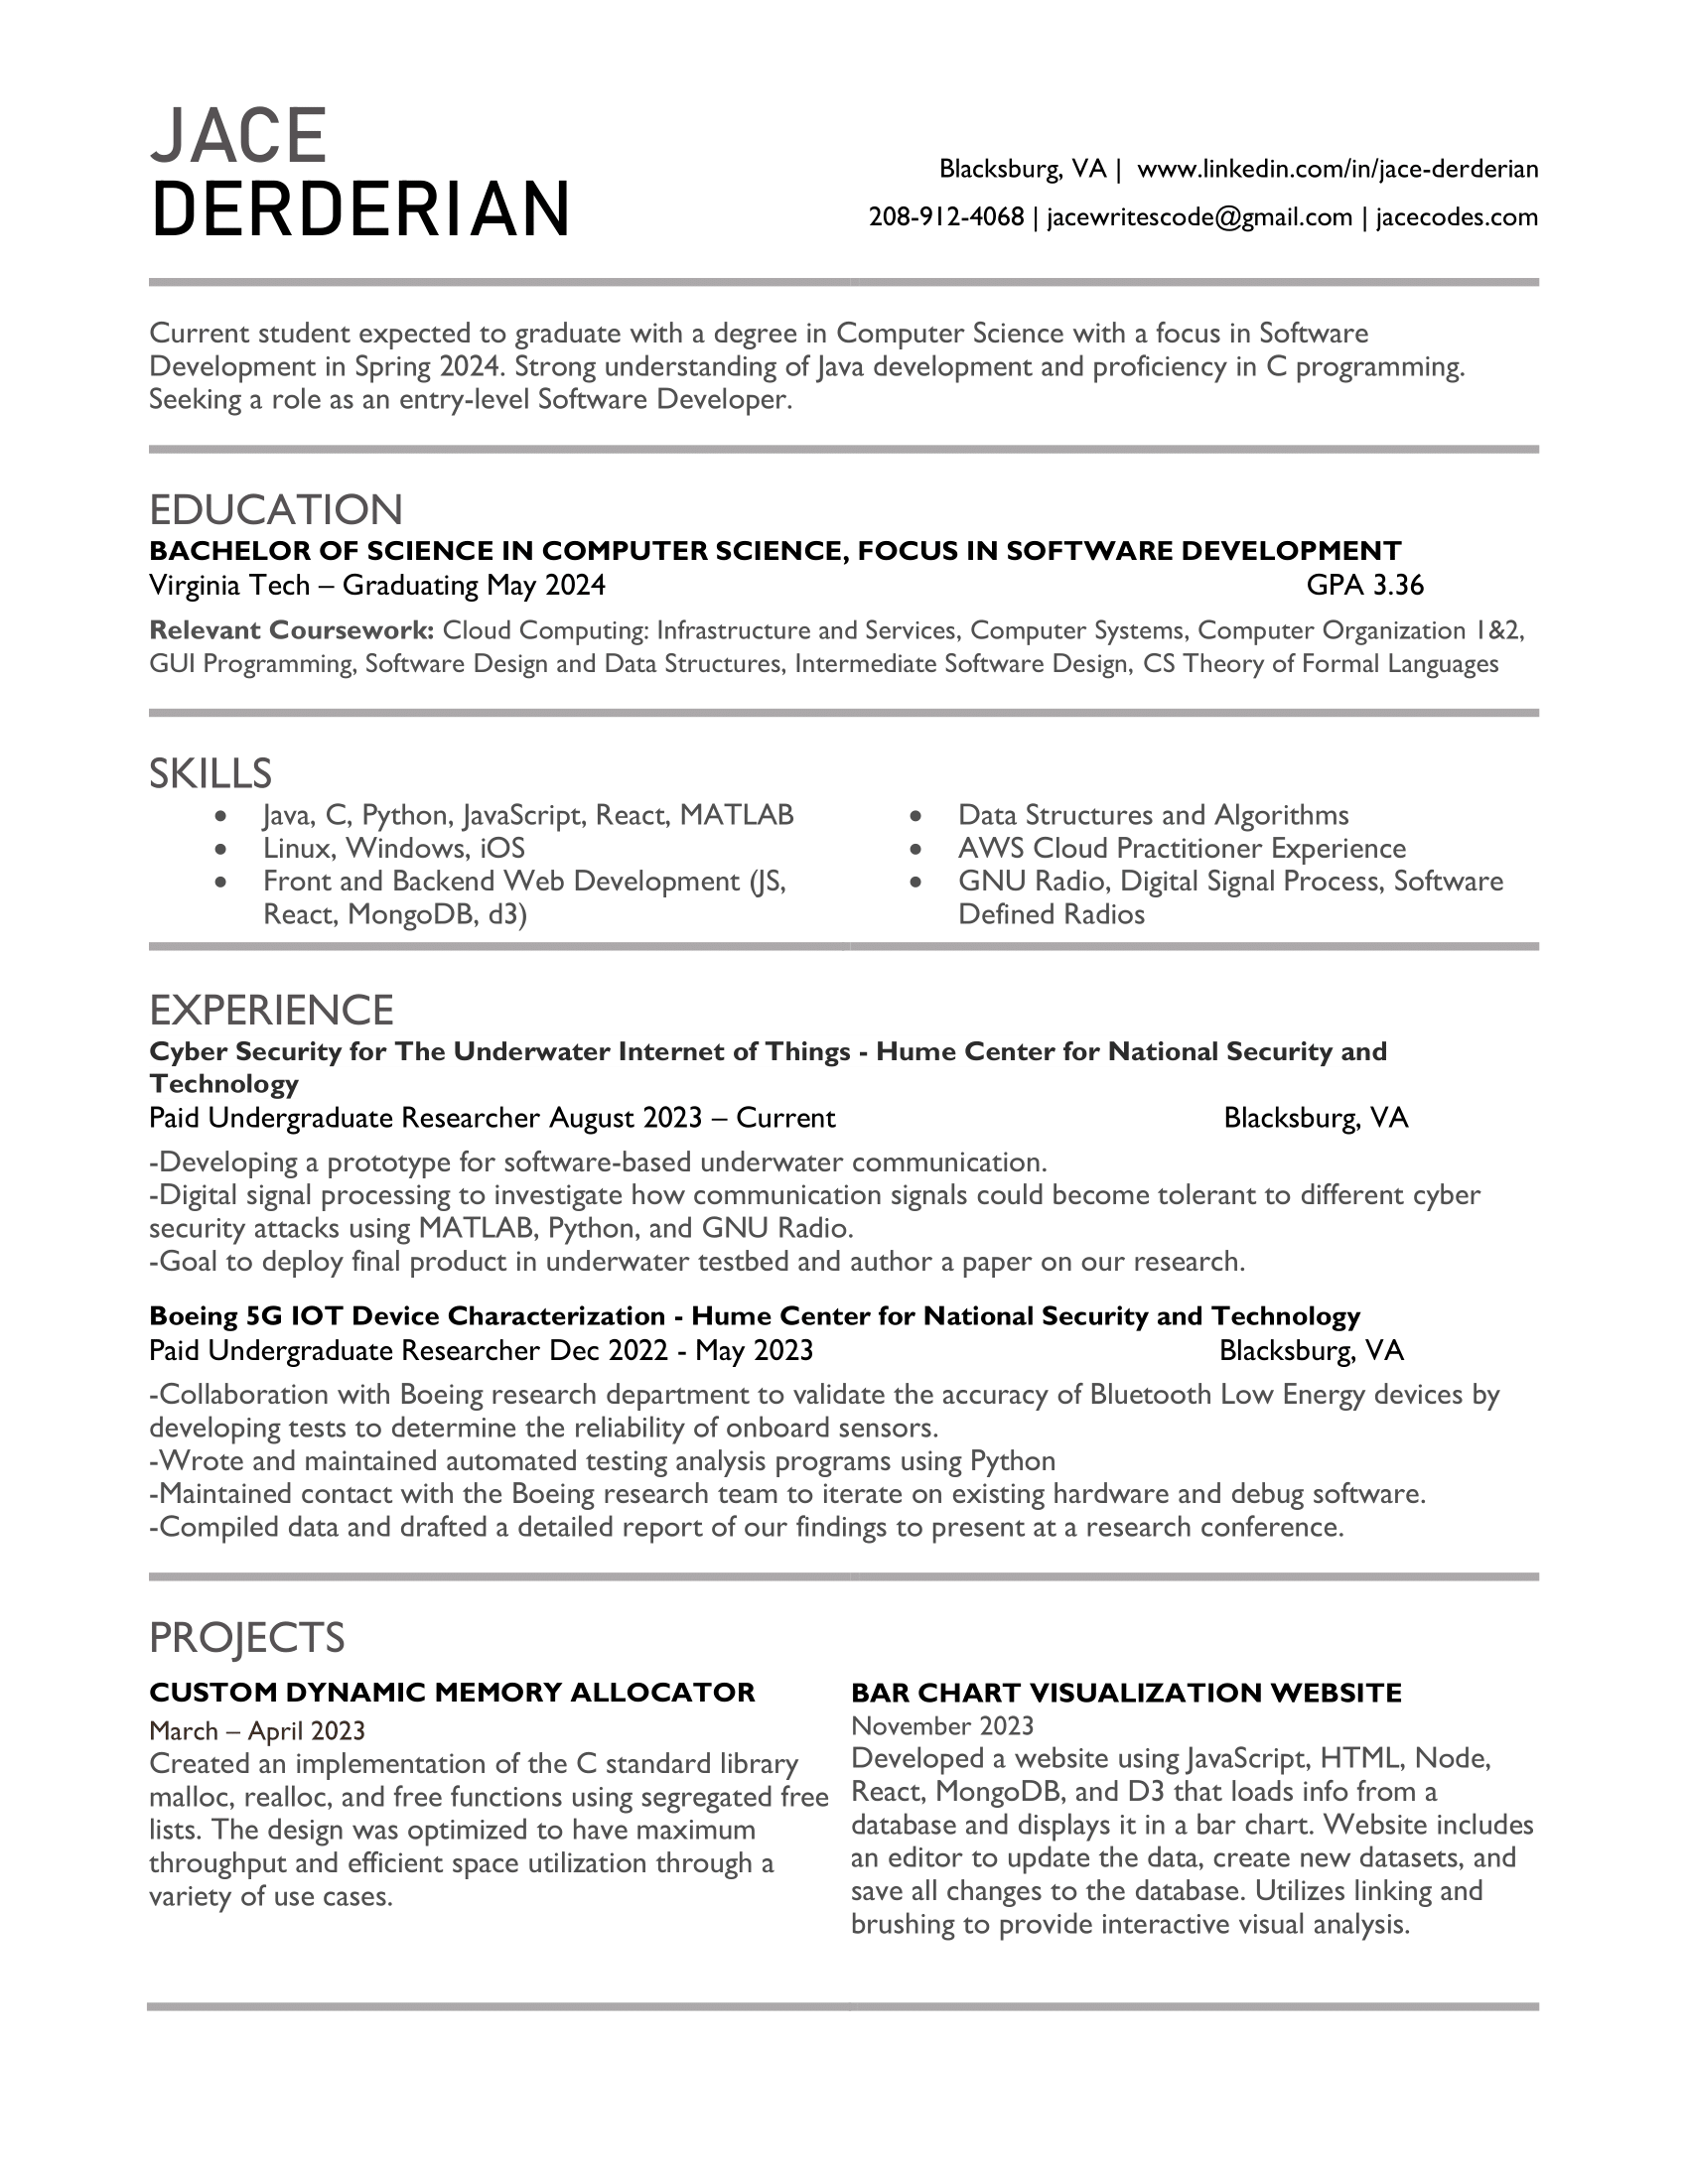 JACE
DERDERIAN
Blacksburg, VA | www.linkedin.com/in/jace-derderian
208-912-4068 | jacewritescode@gmail.com | jacecodes.com
Current student expected to graduate with a degree in Computer Science with a focus in Software
Development in Spring 2024. Strong understanding of Java development and proficiency in C programming.
Seeking a role as an entry-level Software Developer.
EDUCATION
BACHELOR OF SCIENCE IN COMPUTER SCIENCE, FOCUS IN SOFTWARE DEVELOPMENT
Virginia Tech – Graduating May 2024 GPA 3.36
Relevant Coursework: Cloud Computing: Infrastructure and Services, Computer Systems, Computer Organization 1&2,
GUI Programming, Software Design and Data Structures, Intermediate Software Design, CS Theory of Formal Languages
SKILLS
• Java, C, Python, JavaScript, React, MATLAB
• Linux, Windows, iOS
• Front and Backend Web Development (JS,
React, MongoDB, d3)
• Data Structures and Algorithms
• AWS Cloud Practitioner Experience
• GNU Radio, Digital Signal Process, Software
Defined Radios
EXPERIENCE
Cyber Security for The Underwater Internet of Things - Hume Center for National Security and
Technology
Paid Undergraduate Researcher August 2023 – Current Blacksburg, VA
-Developing a prototype for software-based underwater communication.
-Digital signal processing to investigate how communication signals could become tolerant to different cyber
security attacks using MATLAB, Python, and GNU Radio.
-Goal to deploy final product in underwater testbed and author a paper on our research.
Boeing 5G IOT Device Characterization - Hume Center for National Security and Technology
Paid Undergraduate Researcher Dec 2022 - May 2023 Blacksburg, VA
-Collaboration with Boeing research department to validate the accuracy of Bluetooth Low Energy devices by
developing tests to determine the reliability of onboard sensors.
-Wrote and maintained automated testing analysis programs using Python
-Maintained contact with the Boeing research team to iterate on existing hardware and debug software.
-Compiled data and drafted a detailed report of our findings to present at a research conference.
PROJECTS
CUSTOM DYNAMIC MEMORY ALLOCATOR
March – April 2023
Created an implementation of the C standard library
malloc, realloc, and free functions using segregated free
lists. The design was optimized to have maximum
throughput and efficient space utilization through a
variety of use cases.
BAR CHART VISUALIZATION WEBSITE
November 2023
Developed a website using JavaScript, HTML, Node,
React, MongoDB, and D3 that loads info from a
database and displays it in a bar chart. Website includes
an editor to update the data, create new datasets, and
save all changes to the database. Utilizes linking and
brushing to provide interactive visual analysis.